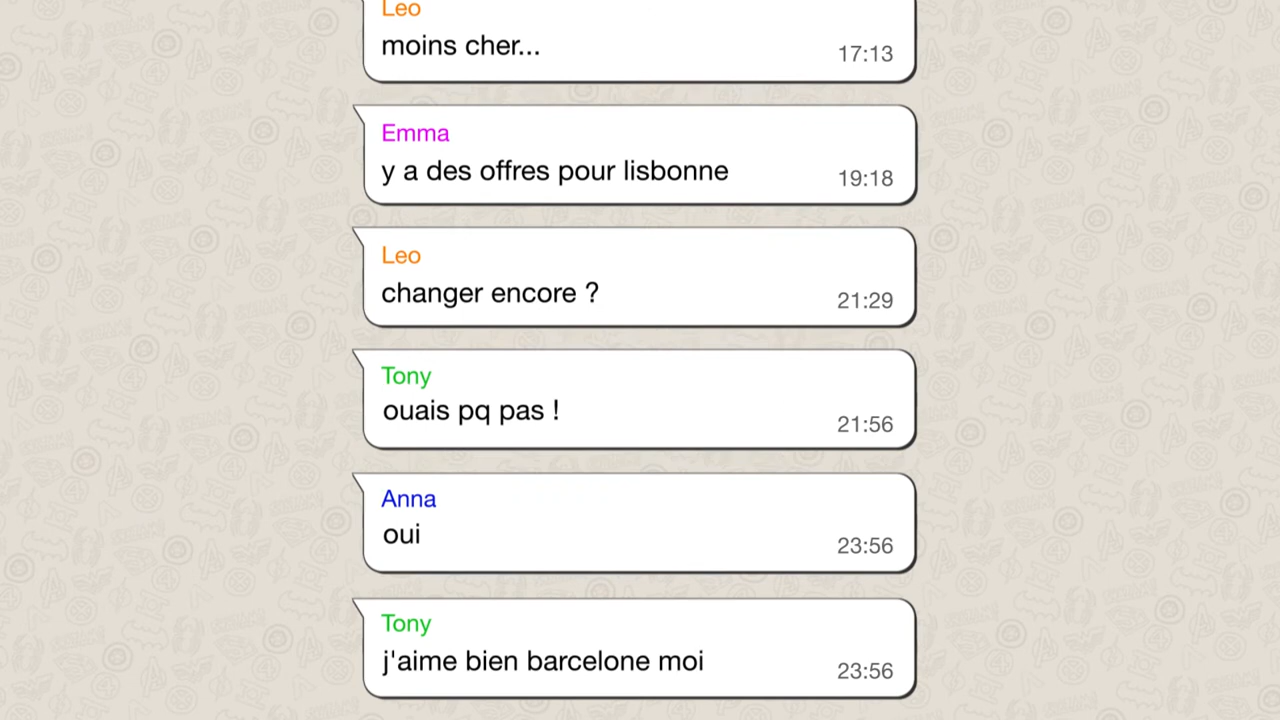 Leo
moins cher...
17:13
Emma
y a des offres pour lisbonne
19:18
Leo
changer encore ?
21:29
Tony
ouais pq pas !
21:56
Anna
oui
23:56
Tony
j'aime bien barcelone moi
23:56